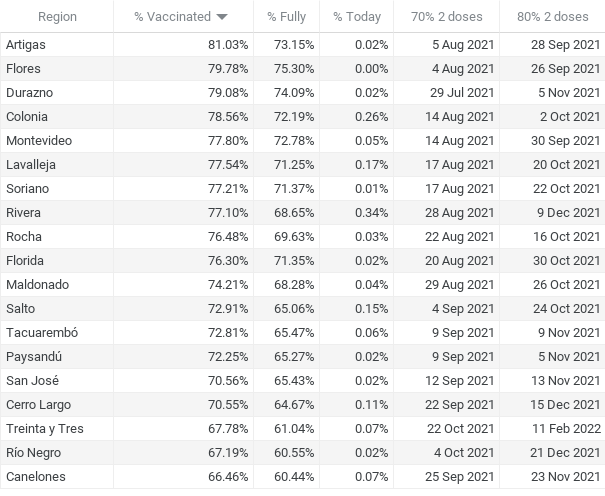 Region % Vaccinated % Fully % Today 70% 2 doses 80% 2 doses
Artigas 81.03% 73.15% 0.02% 5 Aug 2021 28 Sep 2021
Flores 79.78% 75.30% 0.00% 4 Aug 2021 26 Sep 2021
Durazno 79.08% 74.09% 0.02% 29 Jul 2021 5 Nov 2021
Colonia 78.56% 72.19% 0.26% 14 Aug 2021 2 Oct 2021
Montevideo 77.80% 72.78% 0.05% 14 Aug 2021 30 Sep 2021
Lavalleja 77.54% 71.25% 0.17% 17 Aug 2021 20 Oct 2021
Soriano 77.21% 71.37% 0.01% 17 Aug 2021 22 Oct 2021
Rivera 77.10% 68.65% 0.34% 28 Aug 2021 9 Dec 2021
Rocha 76.48% 69.63% 0.03% 22 Aug 2021 16 Oct 2021
Florida 76.30% 71.35% 0.02% 20 Aug 2021 30 Oct 2021
Maldonado 74.21% 68.28% 0.04% 29 Aug 2021 26 Oct 2021
Salto 72.91% 65.06% 0.15% 4 Sep 2021 24 Oct 2021
Tacuarembó 72.81% 65.47% 0.06% 9 Sep 2021 9 Nov 2021
Paysandú 72.25% 65.27% 0.02% 9 Sep 2021 5 Nov 2021
San José 70.56% 65.43% 0.02% 12 Sep 2021 13 Nov 2021
Cerro Largo 70.55% 64.67% 0.11% 22 Sep 2021 15 Dec 2021
Treinta y Tres 67.78% 61.04% 0.07% 22 Oct 2021 11 Feb 2022
Río Negro 67.19% 60.55% 0.02% 4 Oct 2021 21 Dec 2021
Canelones 66.46% 60.44% 0.07% 25 Sep 2021 23 Nov 2021